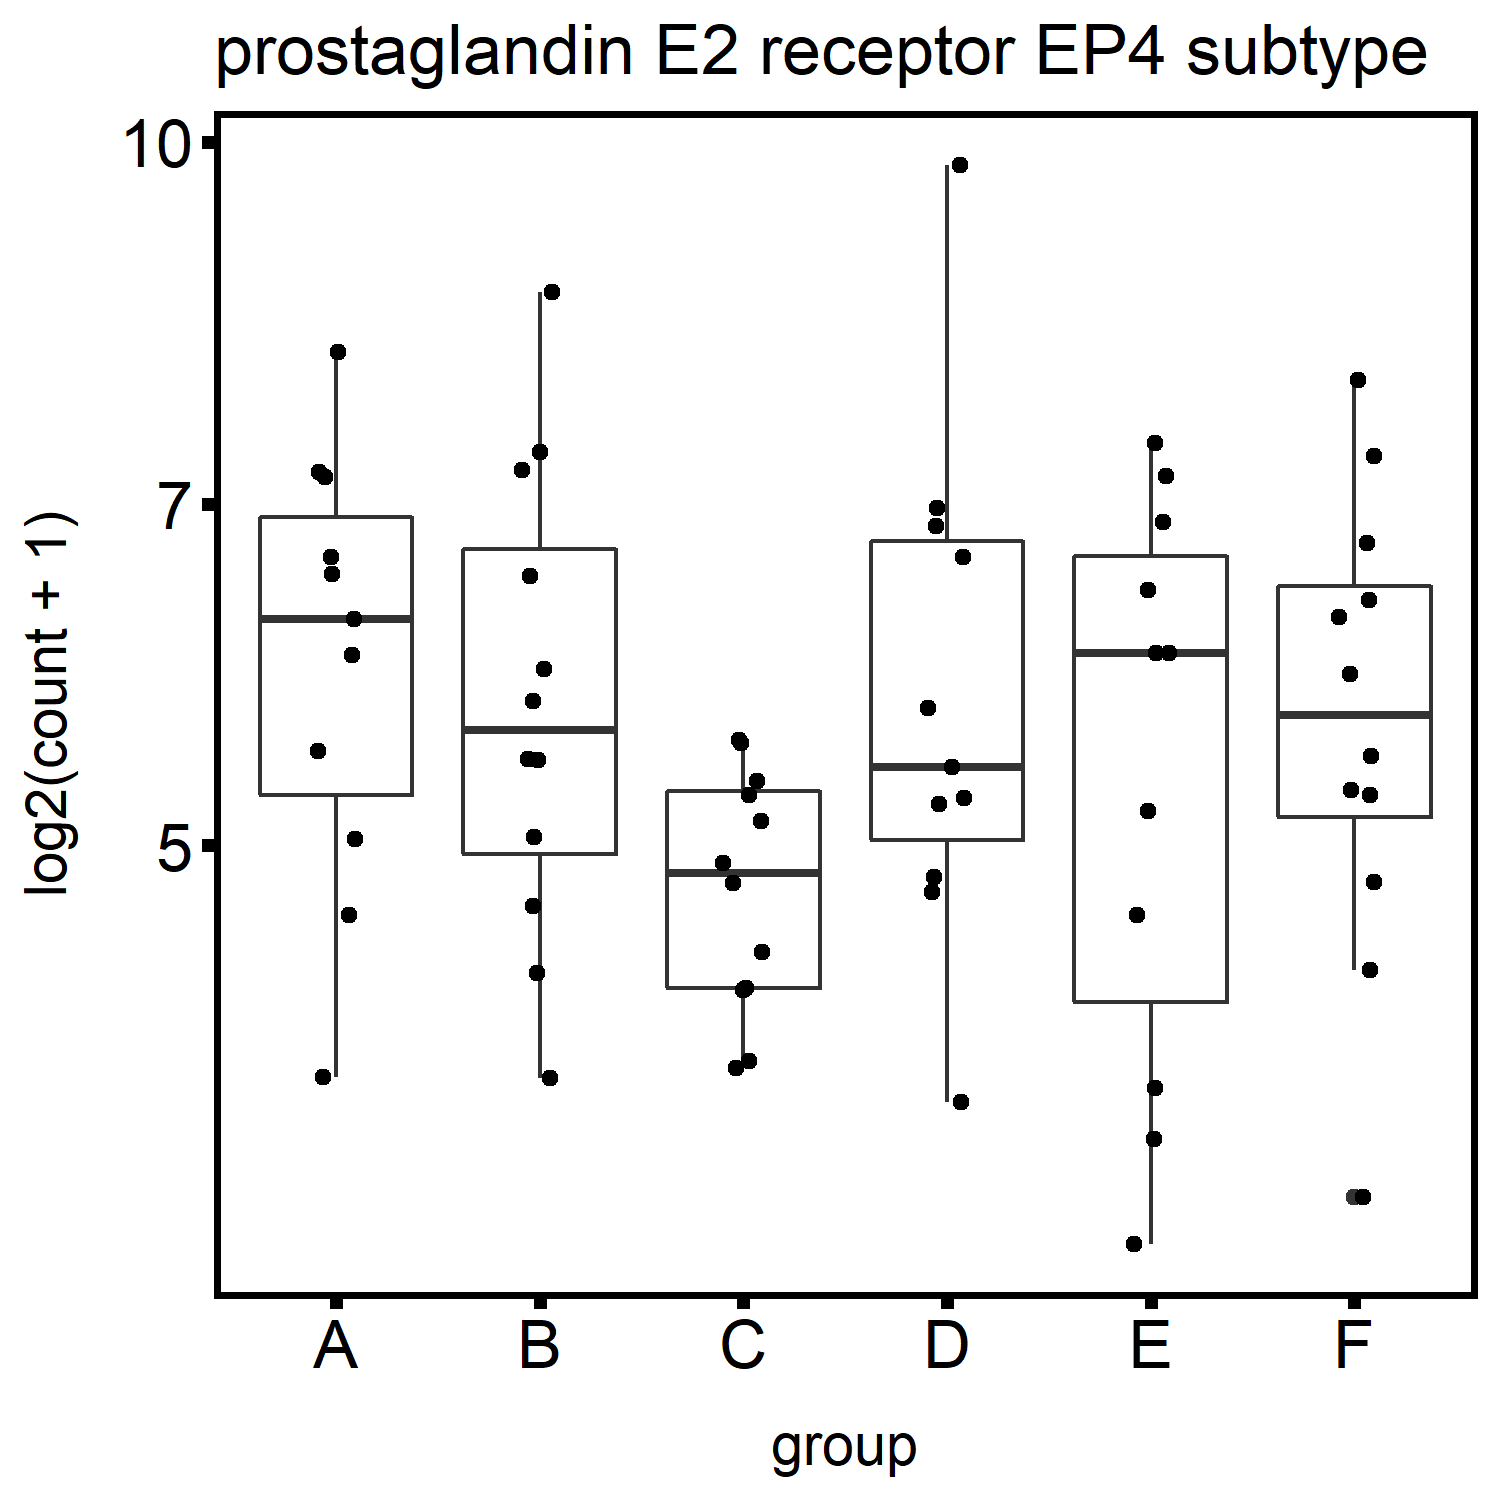 prostaglandin E2 receptor EP4 subtype
10
7
5
log2(count + 1)
A B C D E F
group